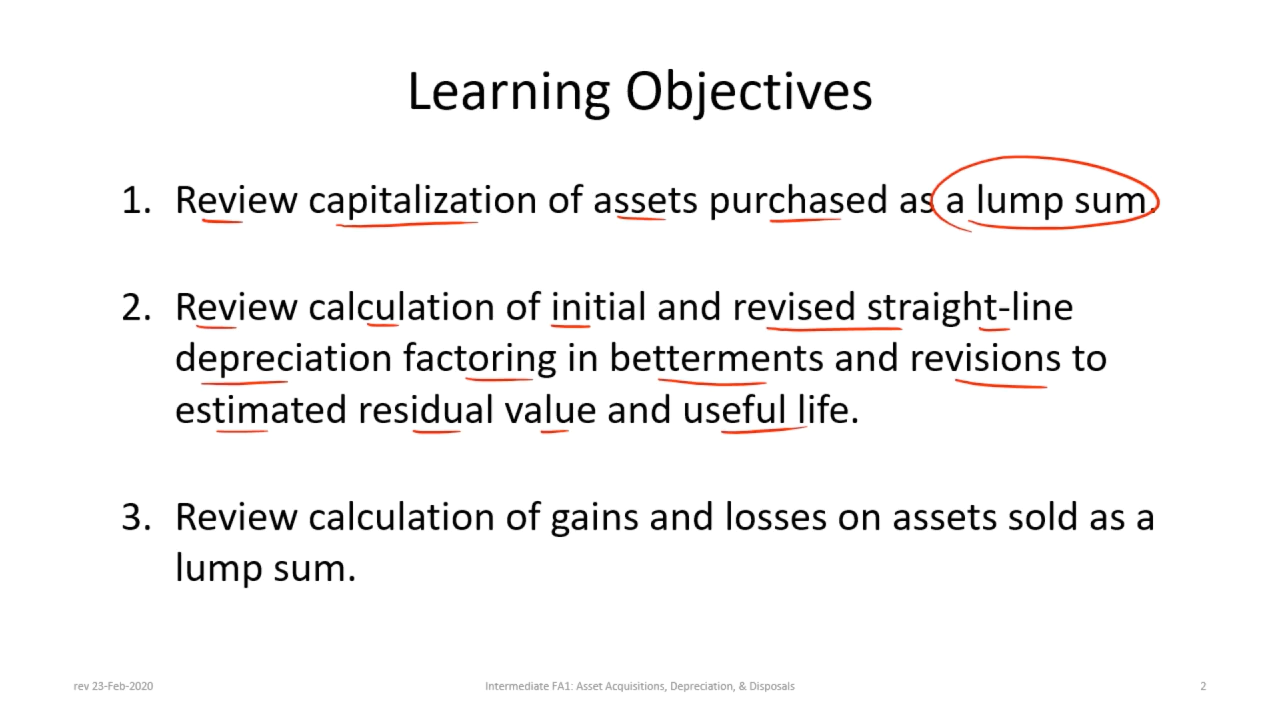 Learning Objectives
1. Review capitalization of assets purchased as a lump sum.
2. Review calculation of initial and revised straight-line
depreciation factoring in betterments and revisions to
estimated residual value and useful life.
3. Review calculation of gains and losses on assets sold as a
lump sum.
rev 23-Feb-2020
Intermediate FA1: Asset Acquisitions, Depreciation, & Disposals
2